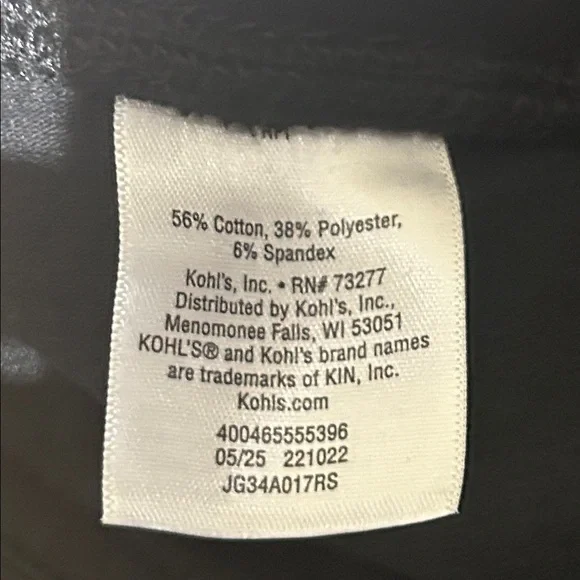 56% Cotton, 38% Polyester,
6% Spandex
Kohl's, Inc. • RN# 73277
Distributed by Kohl's, Inc.,
Menomonee Falls, WI 53051
KOHL'S® and Kohl's brand names
are trademarks of KIN, Inc.
Kohls.com
400465555396
05/25 221022
JG34A017RS